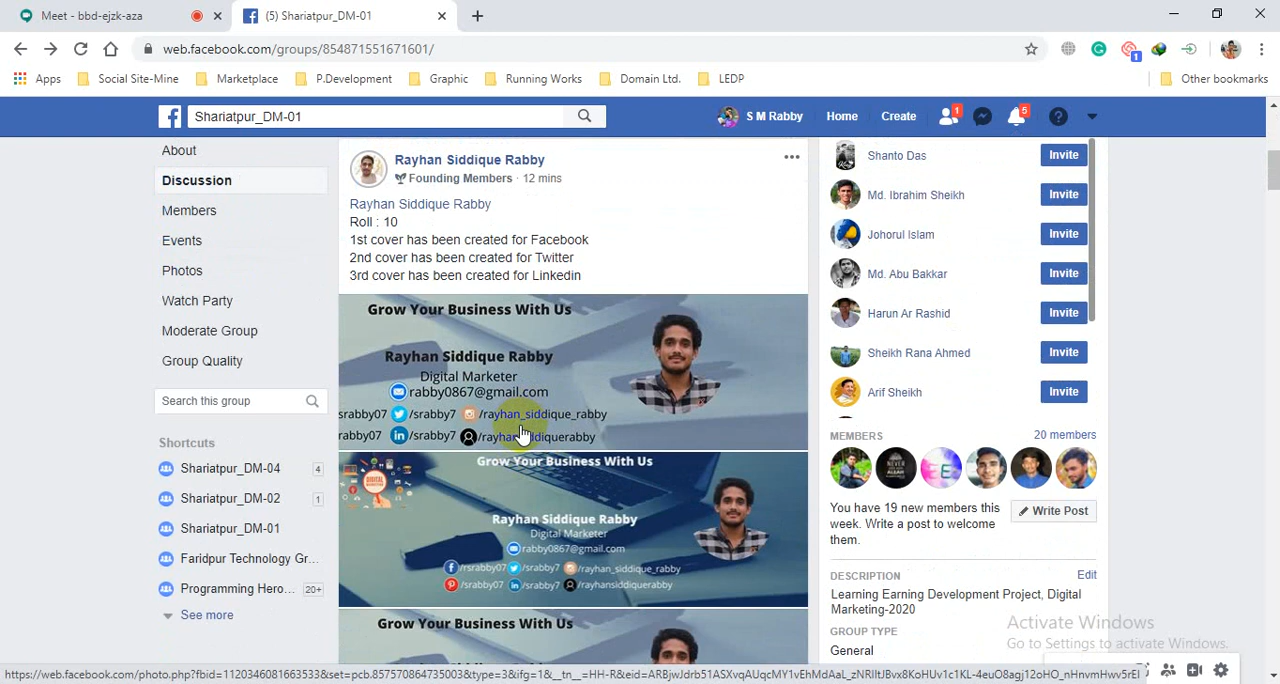 Meet - bbd-ejzk-aza
(5) Shariatpur_DM-01
web.facebook.com/groups/854871551671601/
1
Apps
Social Site-Mine
Marketplace
P.Development
Graphic
Running Works
Domain Ltd.
LEDP
Other bookmarks
Shariatpur_DM-01
S M Rabby
Home
Create
1
5
About
Discussion
Members
Events
Photos
Watch Party
Moderate Group
Group Quality
Search this group
Shortcuts
Shariatpur_DM-04
4
Shariatpur_DM-02
1
Shariatpur_DM-01
Faridpur Technology Gr...
Programming Hero...
20+
See more
Rayhan Siddique Rabby
Founding Members · 12 mins
Rayhan Siddique Rabby
Roll : 10
1st cover has been created for Facebook
2nd cover has been created for Twitter
3rd cover has been created for Linkedin
Grow Your Business With Us
Rayhan Siddique Rabby
Digital Marketer
rabby0867@gmail.com
srabby07 /srabby7 /rayhan_siddique_rabby
rabby07 /srabby7 /rayhansiddiquerabby
DIGITAL MARKETING
Grow Your Business With Us
Rayhan Siddique Rabby
Digital Marketer
rabby0867@gmail.com
/rsrabby07 /srabby7 /rayhan_siddique_rabby
/srabby07 /srabby7 /rayhansiddiquerabby
Grow Your Business With Us
Shanto Das
Invite
Md. Ibrahim Sheikh
Invite
Johorul Islam
Invite
Md. Abu Bakkar
Invite
Harun Ar Rashid
Invite
Sheikh Rana Ahmed
Invite
Arif Sheikh
Invite
MEMBERS
20 members
You have 19 new members this
week. Write a post to welcome
them.
Write Post
DESCRIPTION
Edit
Learning Earning Development Project, Digital
Marketing-2020
GROUP TYPE
General
Activate Windows
Go to Settings to activate Windows.